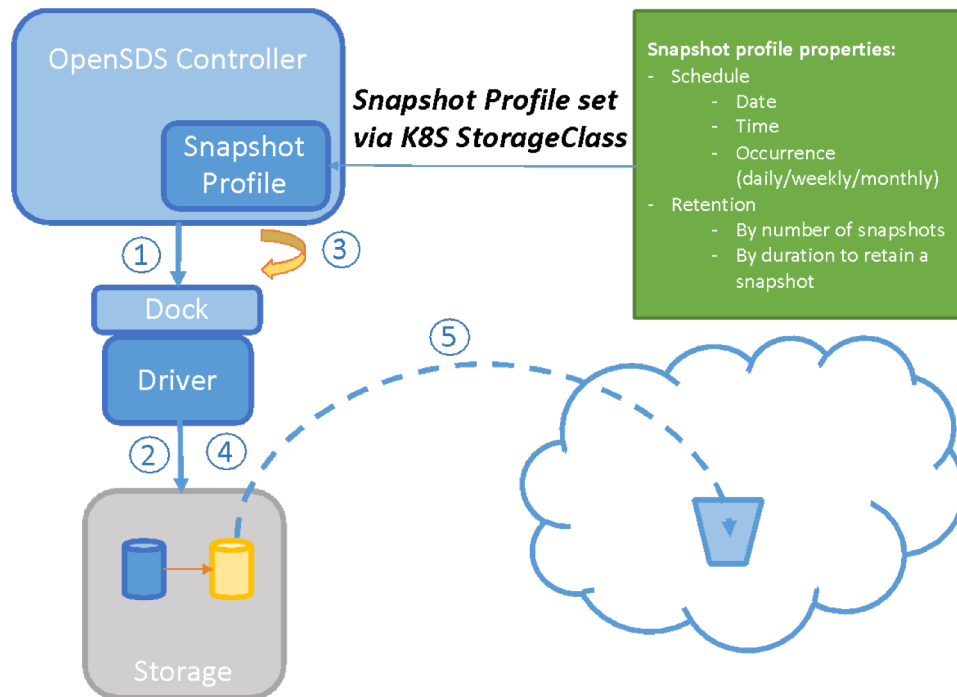 OpenSDS Controller
Snapshot
Profile
Snapshot Profile set
via K8S StorageClass
Snapshot profile properties:
- Schedule
- Date
- Time
- Occurrence
(daily/weekly/monthly)
- Retention
- By number of snapshots
- By duration to retain a
snapshot
1
3
Dock
Driver
5
2
4
Storage